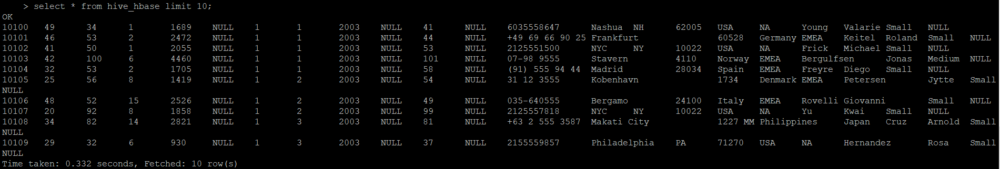 > select * from hive_hbase limit 10;
OK
10100 49 34 1 1689 NULL 1 1 2003 NULL 41 NULL 6035558647 Nashua NH 62005 USA NA Young Valarie Small NULL
10101 46 53 2 2472 NULL 1 1 2003 NULL 44 NULL +49 69 66 90 25 Frankfurt 60528 Germany EMEA Keitel Roland Small NULL
10102 41 50 1 2055 NULL 1 1 2003 NULL 53 NULL 2125551500 NYC NY 10022 USA NA Frick Michael Small NULL
10103 42 100 6 4460 NULL 1 1 2003 NULL 101 NULL 07-98 9555 Stavern 4110 Norway EMEA Bergulfsen Jonas Medium NULL
10104 32 53 2 1705 NULL 1 1 2003 NULL 58 NULL (91) 555 94 44 Madrid 28034 Spain EMEA Freyre Diego Small NULL
10105 25 56 8 1419 NULL 1 2 2003 NULL 54 NULL 31 12 3555 Kobenhavn 1734 Denmark EMEA Petersen Jytte Small
NULL
10106 48 52 15 2526 NULL 1 2 2003 NULL 49 NULL 035-640555 Bergamo 24100 Italy EMEA Rovelli Giovanni Small NULL
10107 20 92 8 1858 NULL 1 2 2003 NULL 99 NULL 2125557818 NYC NY 10022 USA NA Yu Kwai Small NULL
10108 34 82 14 2821 NULL 1 3 2003 NULL 81 NULL +63 2 555 3587 Makati City 1227 MM Philippines Japan Cruz Arnold Small
NULL
10109 29 32 6 930 NULL 1 3 2003 NULL 37 NULL 2155559857 Philadelphia PA 71270 USA NA Hernandez Rosa Small
NULL
Time taken: 0.332 seconds, Fetched: 10 row(s)